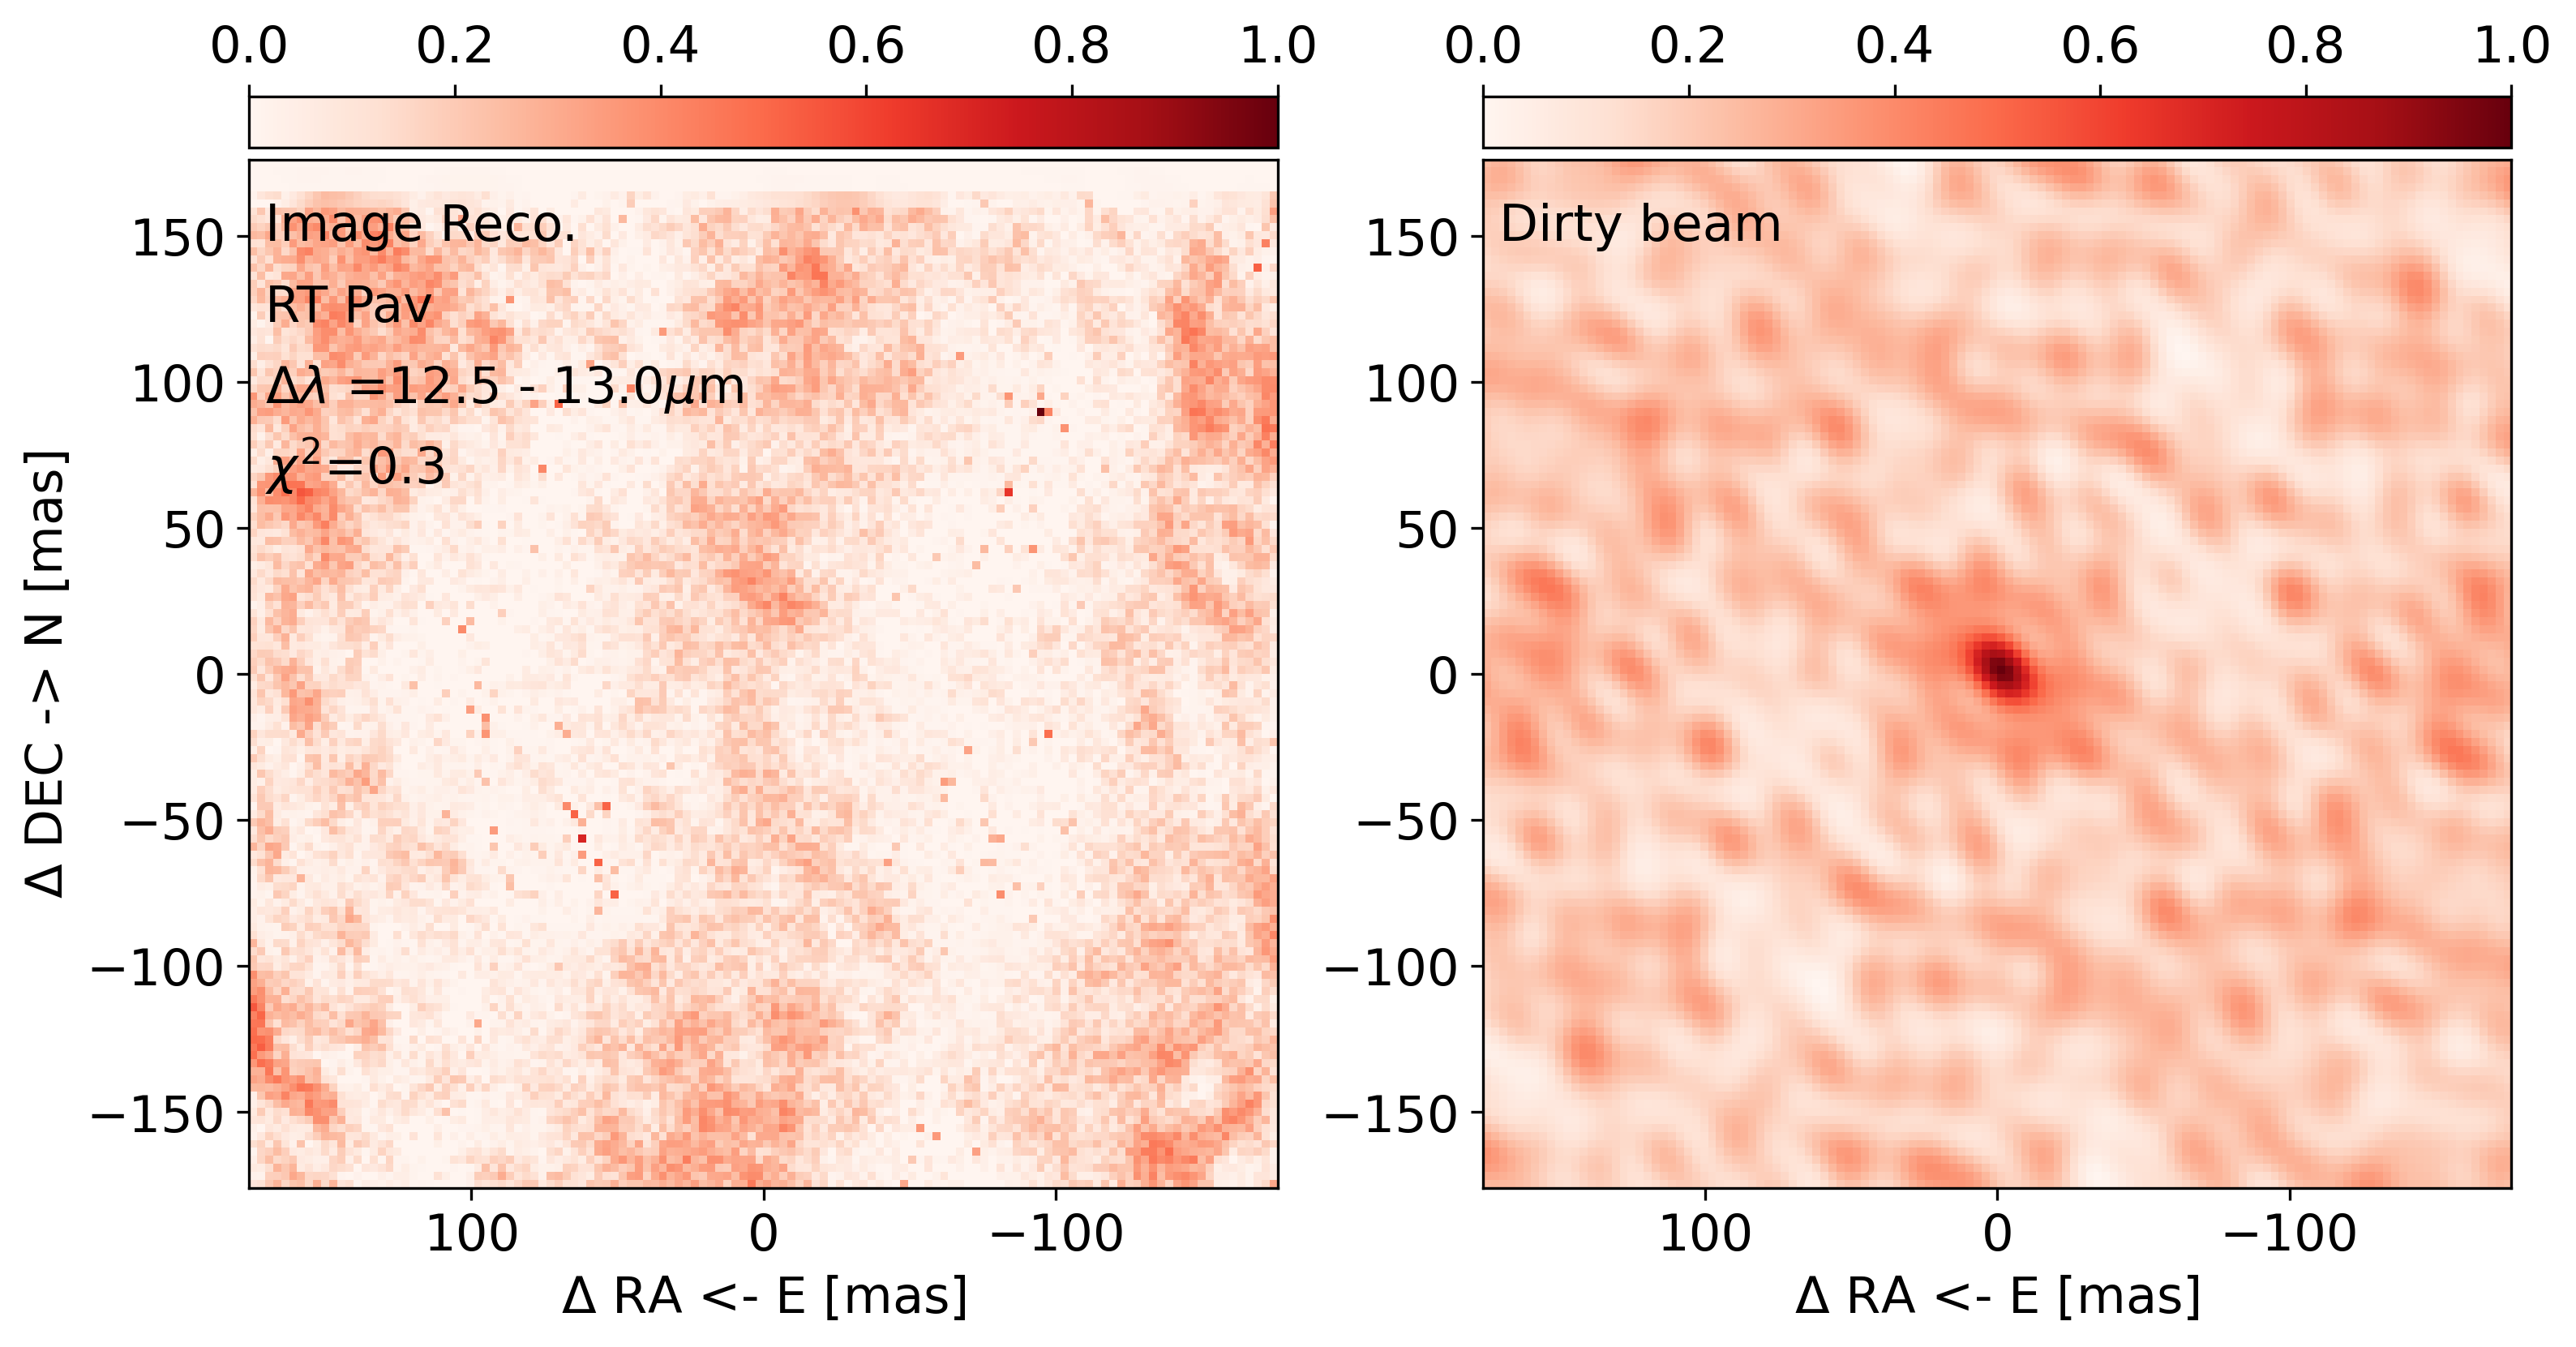 0.0 0.2 0.4 0.6 0.8 1.0
0.0 0.2 0.4 0.6 0.8 1.0
Image Reco.
RT Pav
Δλ =12.5 - 13.0μm
χ²=0.3
Δ DEC -> N [mas]
150
100
50
0
−50
−100
−150
100 0 −100
Δ RA <- E [mas]
Dirty beam
150
100
50
0
−50
−100
−150
100 0 −100
Δ RA <- E [mas]